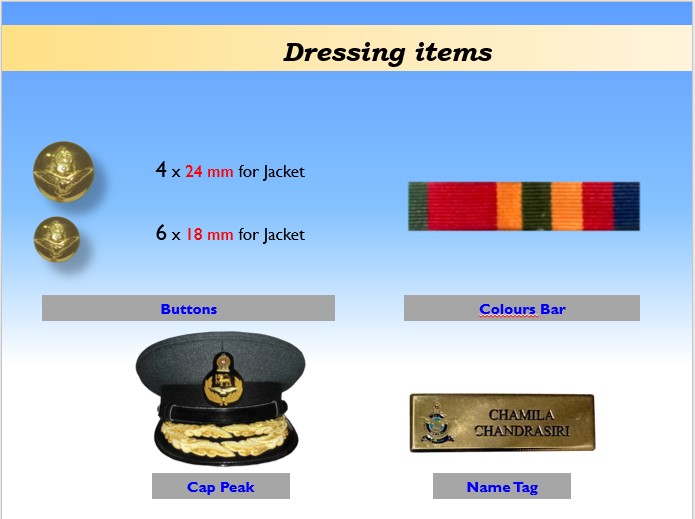 Dressing items
4 x 24 mm for Jacket
6 x 18 mm for Jacket
Buttons
Colours Bar
Cap Peak
CHAMILA
CHANDRASIRI
Name Tag